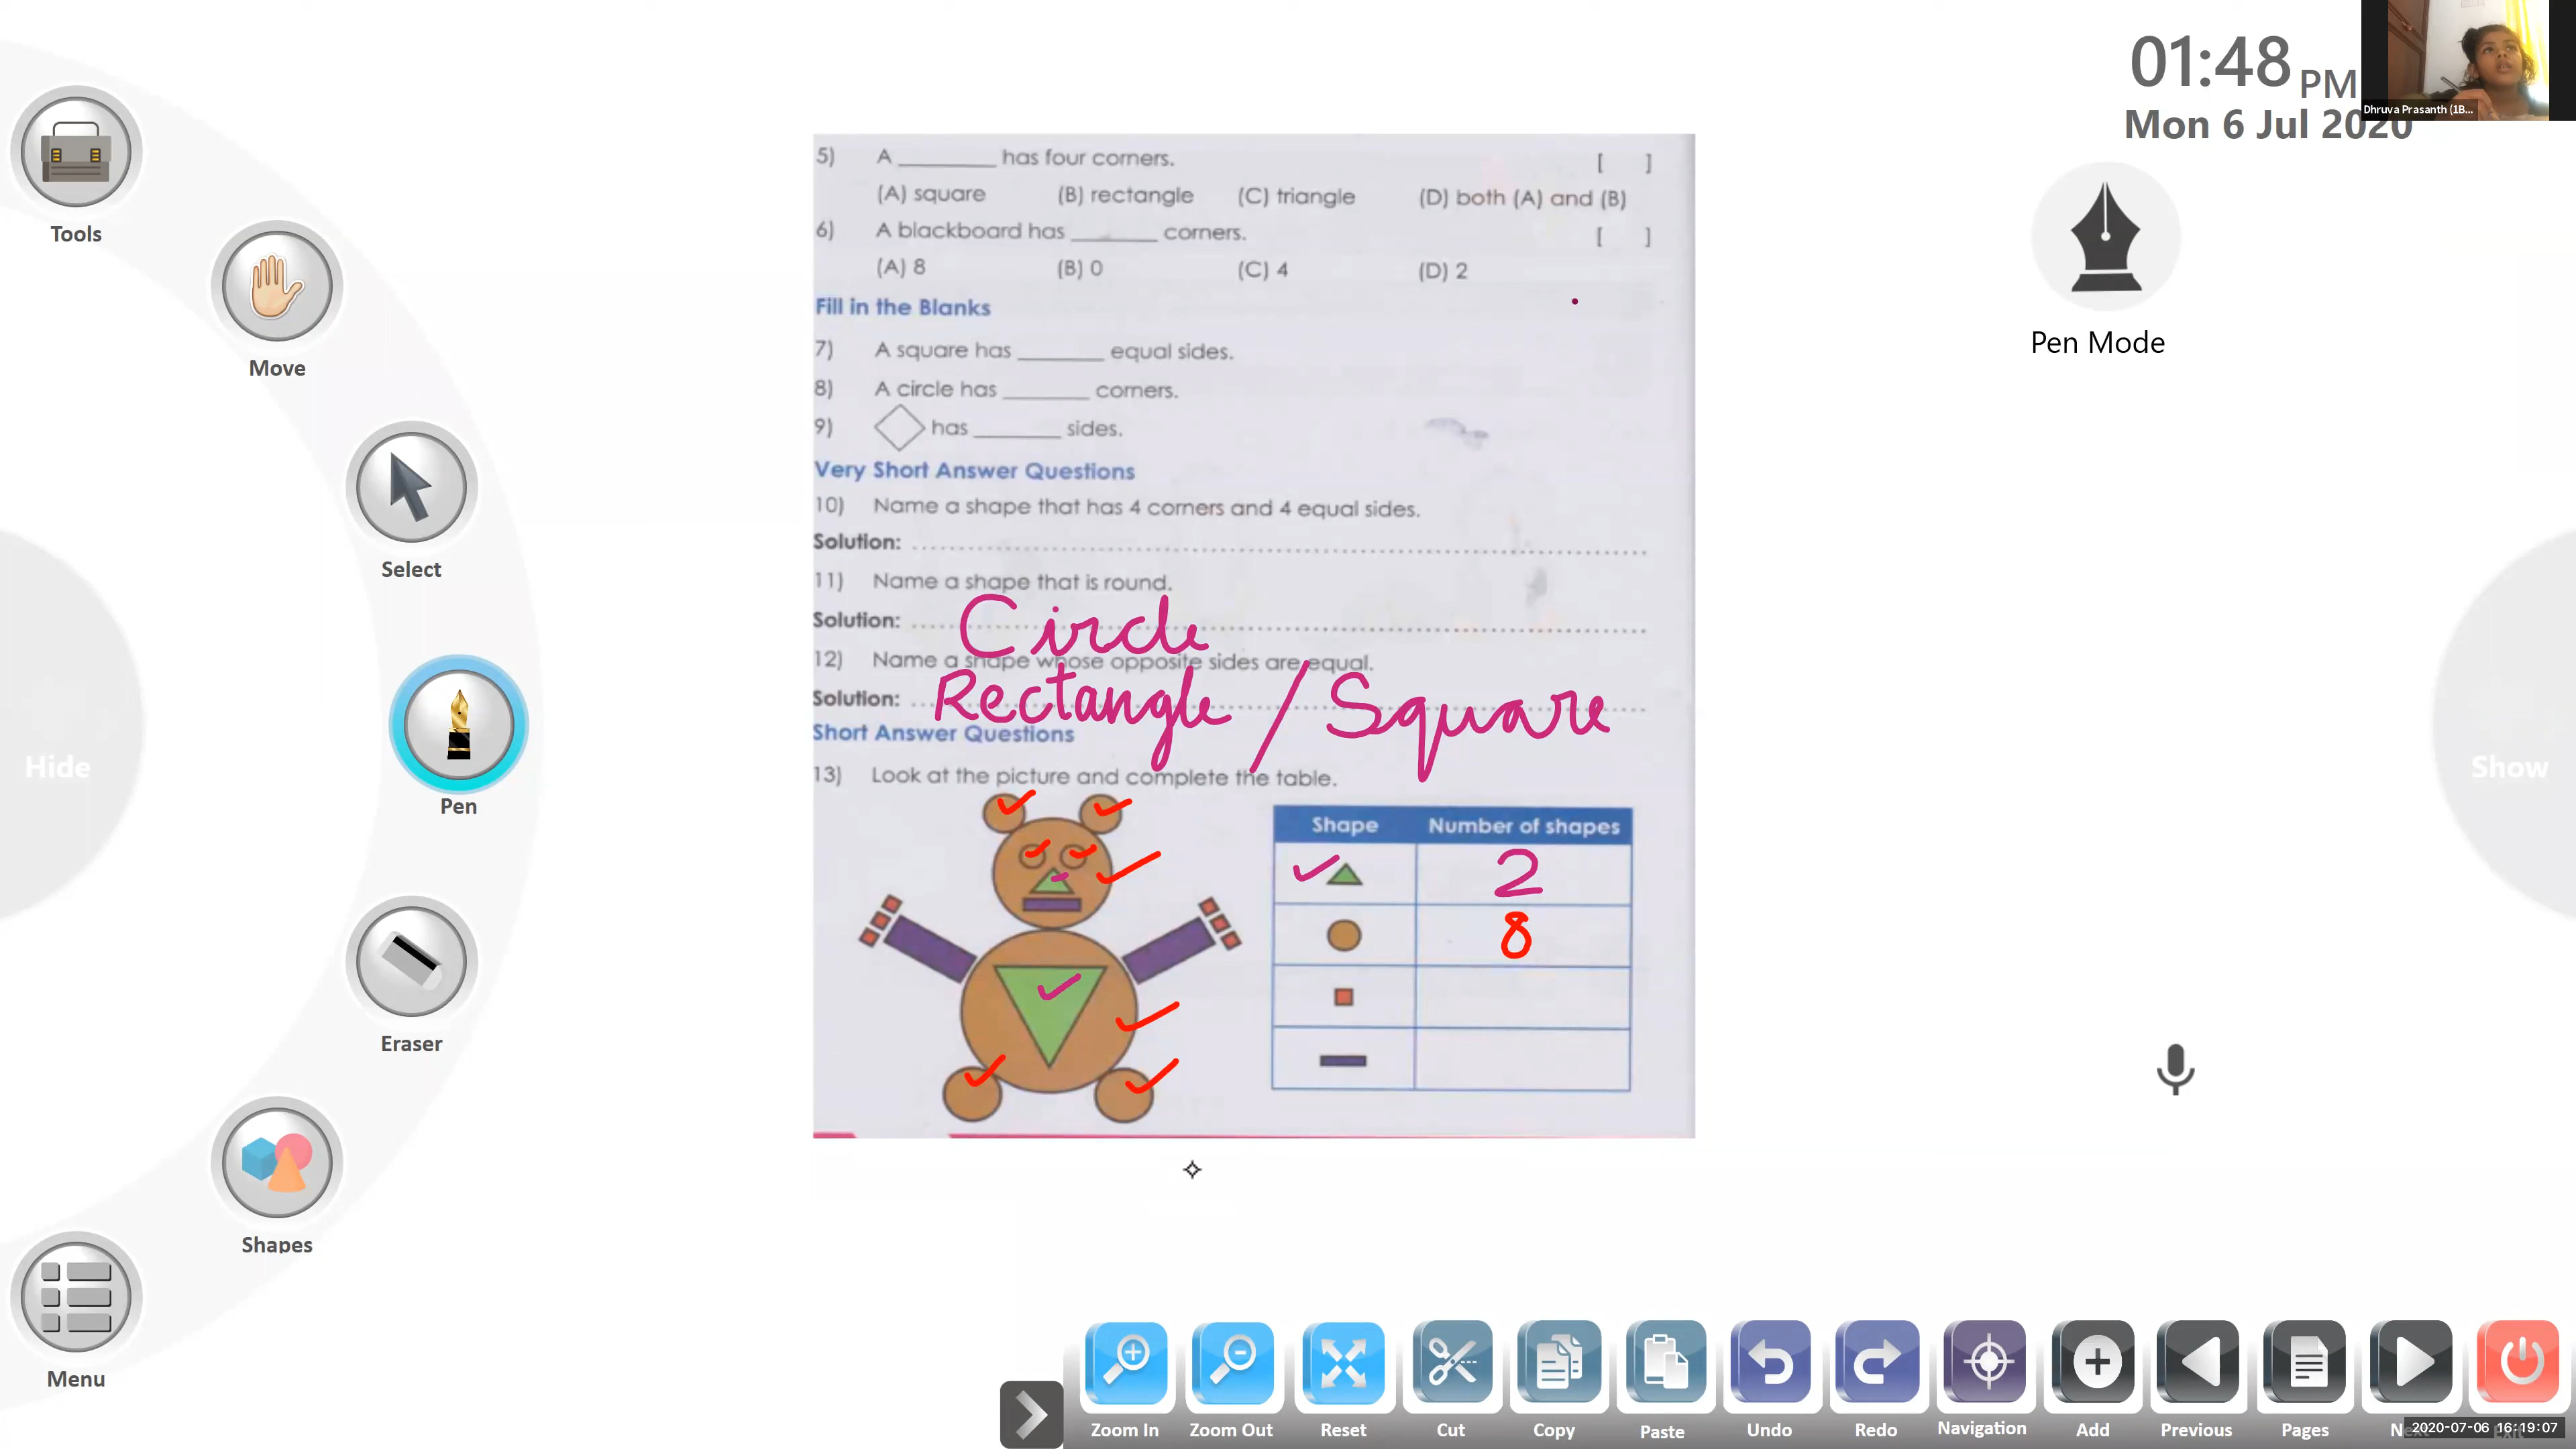 01:48 PM
Mon 6 Jul 2020
Dhruva Prasanth (1B...
Pen Mode
Tools
Move
Select
Pen
Eraser
Shapes
Menu
Hide
Show
5) A ________ has four corners. [ ]
(A) square (B) rectangle (C) triangle (D) both (A) and (B)
6) A blackboard has ________ corners. [ ]
(A) 8 (B) 0 (C) 4 (D) 2
Fill in the Blanks
7) A square has ________ equal sides.
8) A circle has ________ corners.
9) has ________ sides.
Very Short Answer Questions
10) Name a shape that has 4 corners and 4 equal sides.
Solution:
11) Name a shape that is round.
Solution: Circle
12) Name a shape whose opposite sides are equal.
Solution: Rectangle / Square
Short Answer Questions
13) Look at the picture and complete the table.
Shape Number of shapes
2
8
Zoom In Zoom Out Reset Cut Copy Paste Undo Redo Navigation Add Previous Pages
2020-07-06 16:19:07